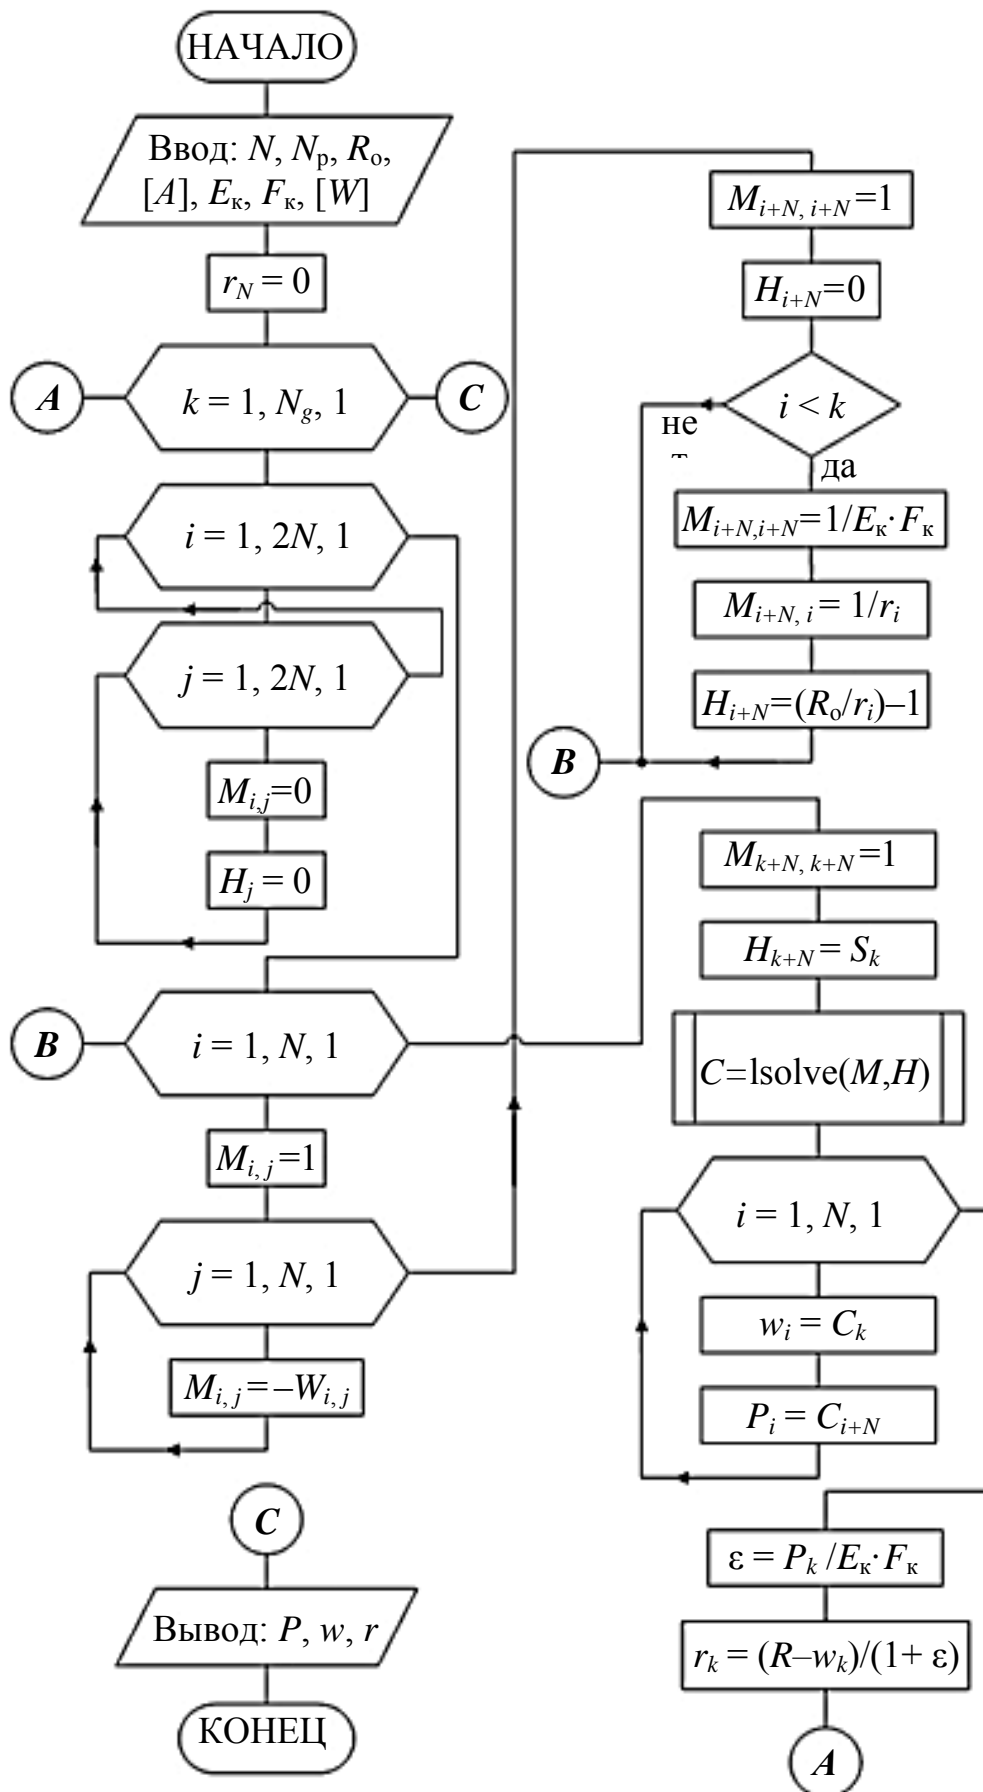 НАЧАЛО
Ввод: N, Nр, Rо,
[A], Eк, Fк, [W]
rN = 0
A
k = 1, Ng, 1
C
i = 1, 2N, 1
j = 1, 2N, 1
Mi,j=0
Hj = 0
B
i = 1, N, 1
Mi, j=1
j = 1, N, 1
Mi, j=–Wi, j
C
Вывод: P, w, r
КОНЕЦ
Mi+N, i+N=1
Hi+N=0
i < k
не
т
да
Mi+N,i+N=1/Eк·Fк
Mi+N, i= 1/ri
Hi+N=(Rо/ri)–1
B
Mk+N, k+N=1
Hk+N= Sk
C=lsolve(M,H)
i = 1, N, 1
wi = Ck
Pi = Ci+N
ε = Pk /Eк·Fк
rk = (R–wk)/(1+ ε)
A